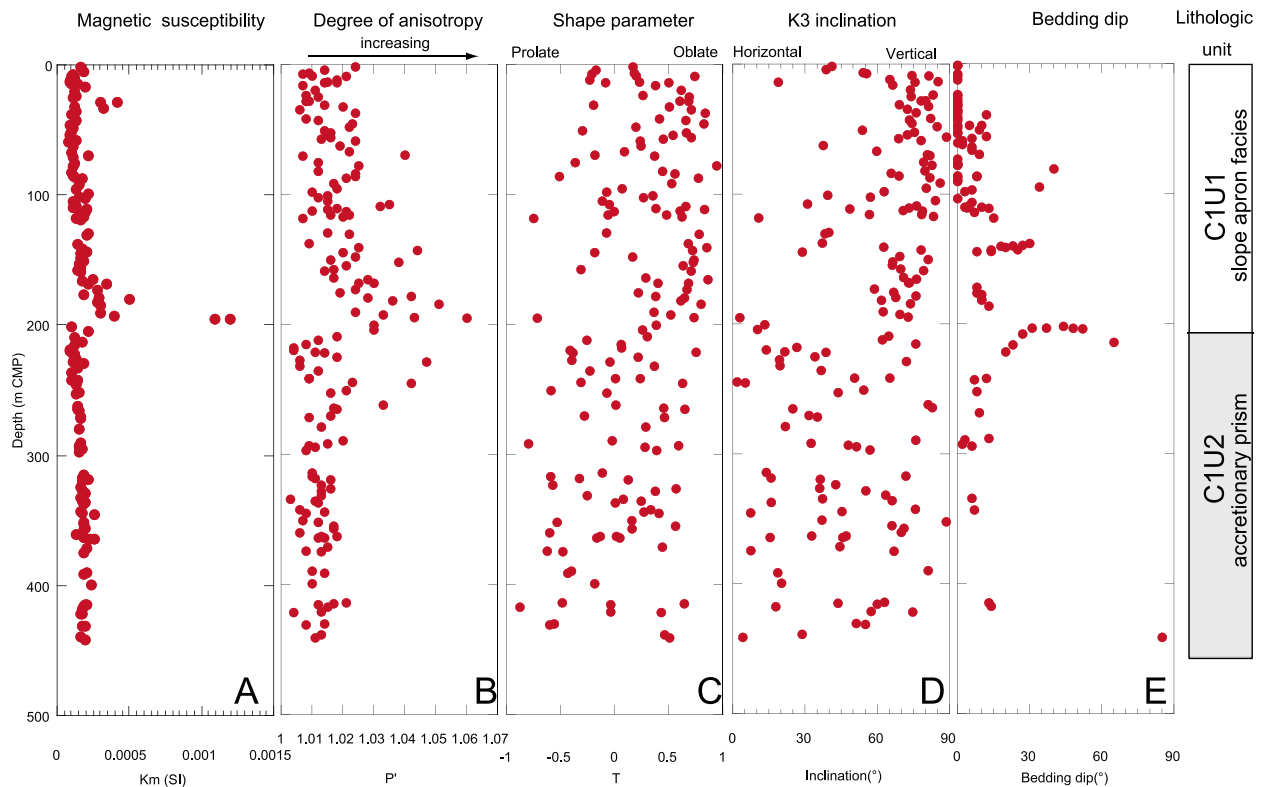 Magnetic susceptibility
Degree of anisotropy
increasing
Shape parameter
Prolate Oblate
K3 inclination
Horizontal Vertical
Bedding dip
Lithologic
unit
Depth (m CMP)
0
100
200
300
400
500
A
B
C
D
E
0 0.0005 0.001 0.0015
Km (SI)
1 1.01 1.02 1.03 1.04 1.05 1.06 1.07
P'
-1 -0.5 0 0.5 1
T
0 30 60 90
Inclination(°)
0 30 60 90
Bedding dip(°)
C1U1
slope apron facies
C1U2
accretionary prism